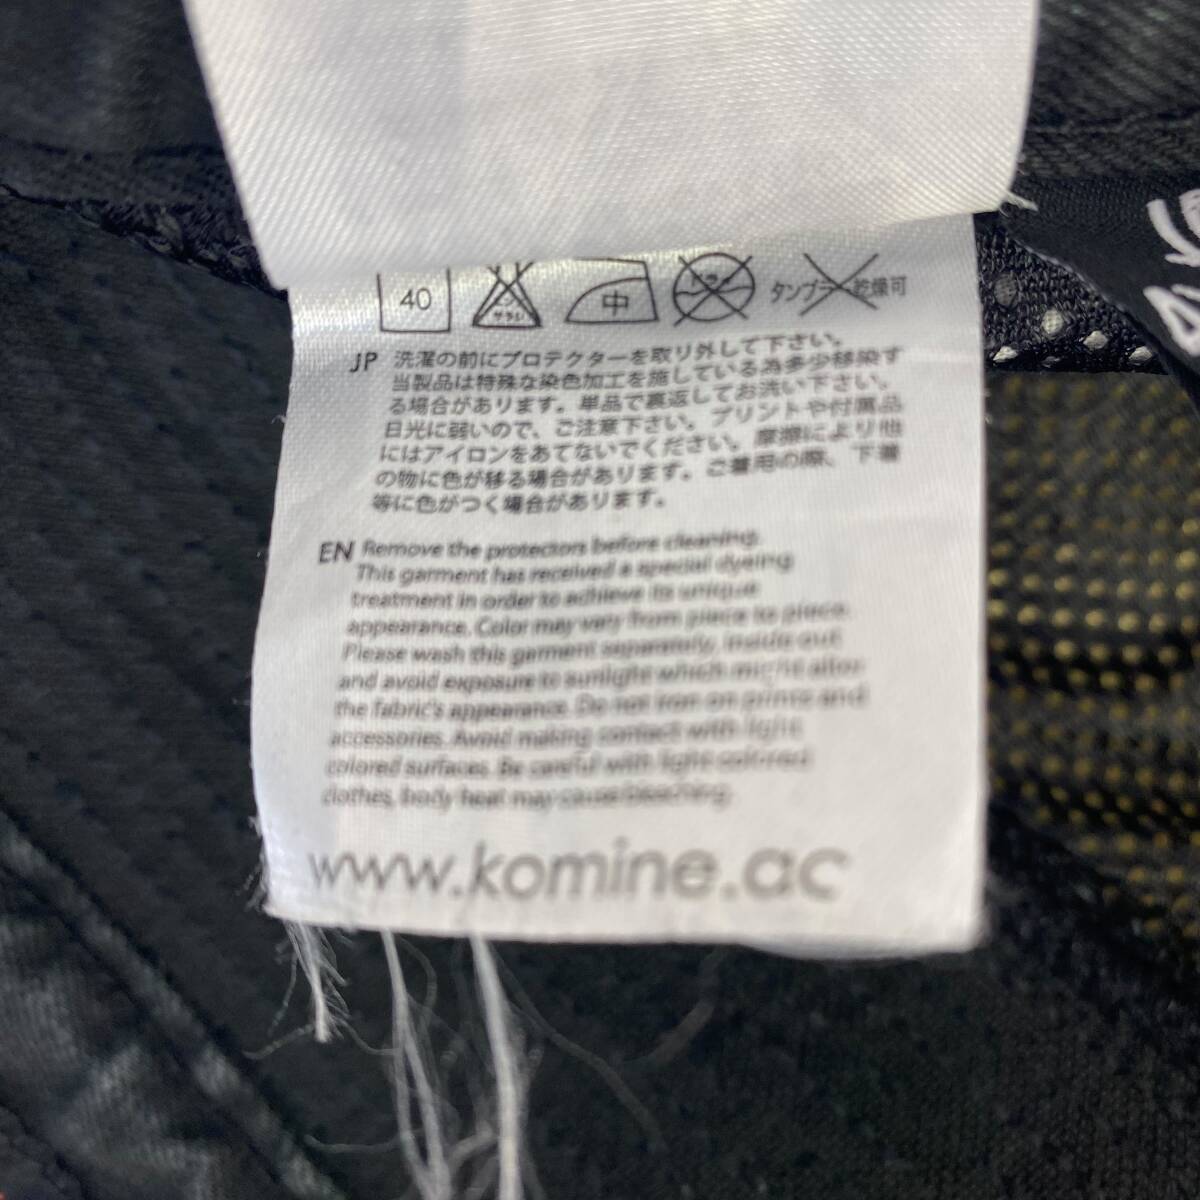 40
サラシ
中
ドライ
タンブラー乾燥可
JP 洗濯の前にプロテクターを取り外して下さい。
当製品は特殊な染色加工を施している為多少移染す
る場合があります。単品で裏返してお洗い下さい。
日光に弱いので、ご注意下さい。プリントや付属品
にはアイロンをあてないでください。摩擦により他
の物に色が移る場合があります。ご着用の際、下着
等に色がつく場合があります。
EN Remove the protectors before cleaning.
This garment has received a special dyeing
treatment in order to achieve its unique
appearance. Color may vary from piece to piece.
Please wash this garment separately, inside out
and avoid exposure to sunlight which might alter
the fabric's appearance. Do not iron on prints and
accessories. Avoid making contact with light
colored surfaces. Be careful with light colored
clothes, body heat may cause bleaching.
www.komine.ac